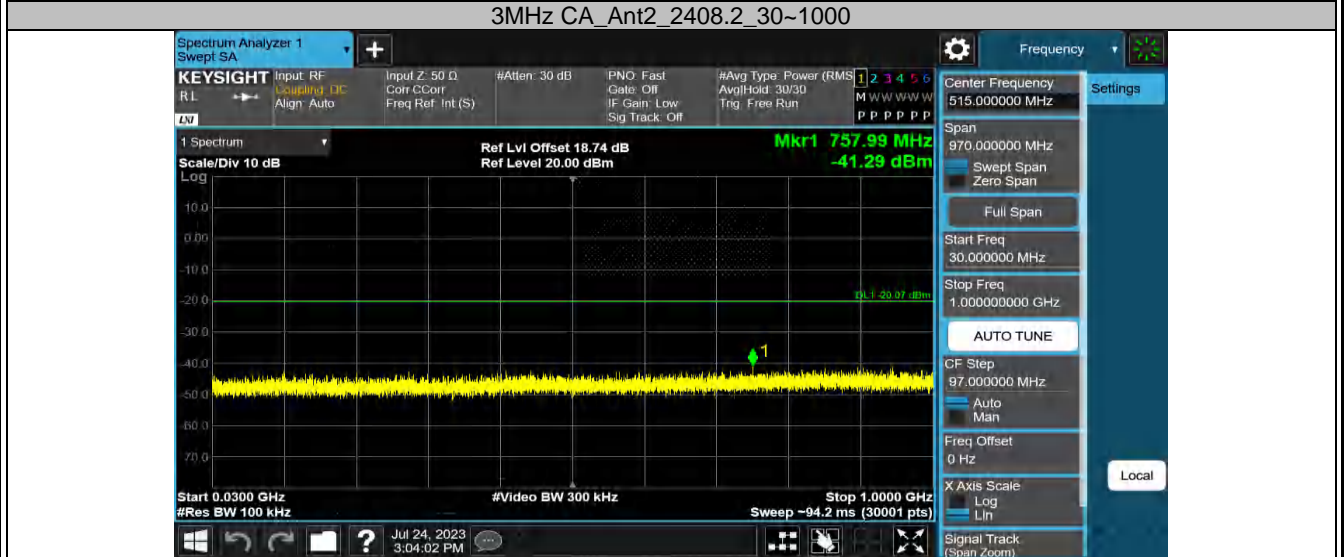 3MHz CA_Ant2_2408.2_30~1000
Spectrum Analyzer 1
Swept SA
+
Frequency
KEYSIGHT
RL
LXI
Input: RF
Coupling: DC
Align: Auto
Input Z: 50 Ω
Corr CCorr
Freq Ref: Int (S)
#Atten: 30 dB
PNO: Fast
Gate: Off
IF Gain: Low
Sig Track: Off
#Avg Type: Power (RMS
Avg|Hold: 30/30
Trig: Free Run
1 2 3 4 5 6
M W W W W W
P P P P P P
Center Frequency
515.000000 MHz
Settings
1 Spectrum
Scale/Div 10 dB
Log
Ref Lvl Offset 18.74 dB
Ref Level 20.00 dBm
Mkr1 757.99 MHz
-41.29 dBm
Span
970.000000 MHz
Swept Span
Zero Span
Full Span
Start Freq
30.000000 MHz
Stop Freq
1.000000000 GHz
AUTO TUNE
CF Step
97.000000 MHz
Auto
Man
Freq Offset
0 Hz
X Axis Scale
Log
Lin
Signal Track
(Span Zoom)
Local
10.0
0.00
-10.0
-20.0
DL1 -20.07 dBm
-30.0
1
-40.0
-50.0
-60.0
-70.0
Start 0.0300 GHz
#Res BW 100 kHz
#Video BW 300 kHz
Stop 1.0000 GHz
Sweep ~94.2 ms (30001 pts)
?
Jul 24, 2023
3:04:02 PM